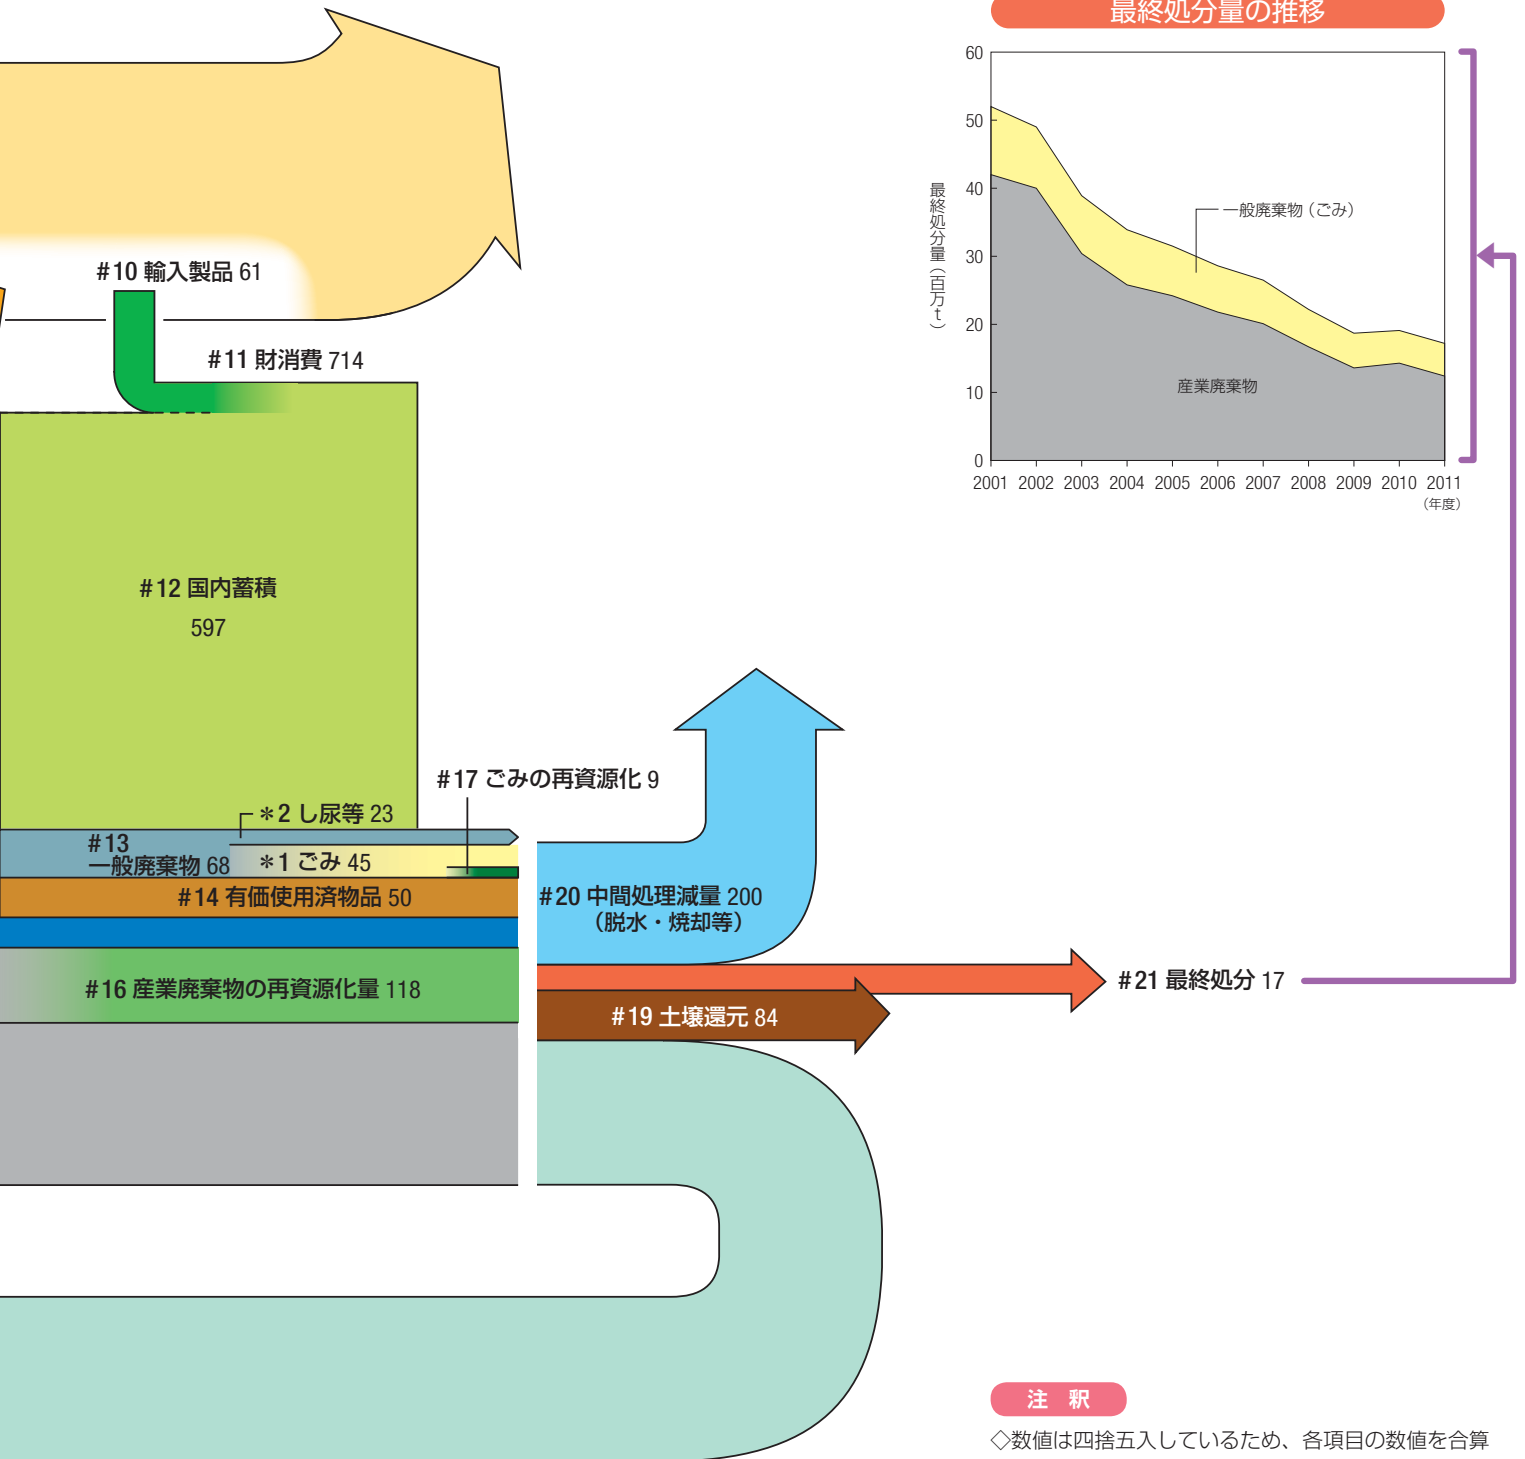 最終処分量の推移
60
50
40
30
20
10
0
最終処分量（百万t）
一般廃棄物（ごみ）
産業廃棄物
2001 2002 2003 2004 2005 2006 2007 2008 2009 2010 2011
（年度）
#10 輸入製品 61
#11 財消費 714
#12 国内蓄積
597
#17 ごみの再資源化 9
*2 し尿等 23
#13
一般廃棄物 68
*1 ごみ 45
#14 有価使用済物品 50
#20 中間処理減量 200
（脱水・焼却等）
#16 産業廃棄物の再資源化量 118
#21 最終処分 17
#19 土壌還元 84
注 釈
◇数値は四捨五入しているため、各項目の数値を合算